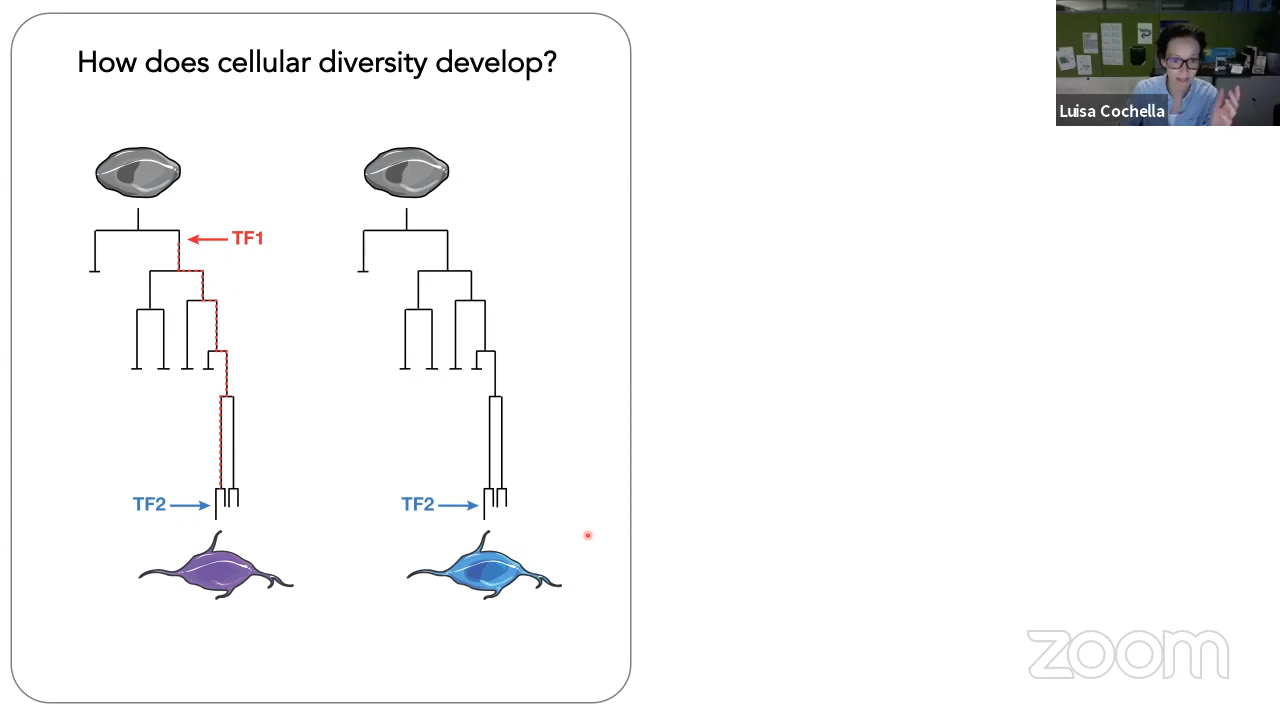 How does cellular diversity develop?
Luisa Cochella
TF1
TF2
TF2
zoom